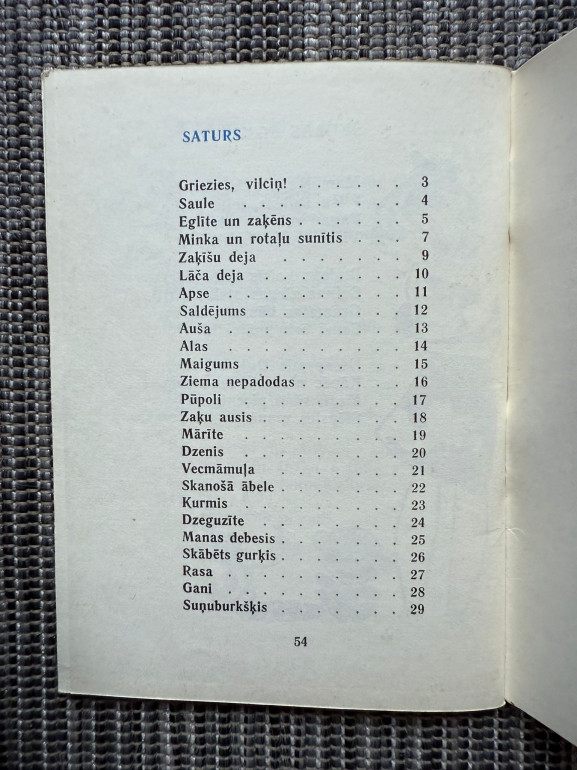 SATURS
Griezies, vilciņ! . . . . . . 3
Saule . . . . . . . . . 4
Eglīte un zaķēns . . . . . . 5
Minka un rotaļu sunītis . . . 7
Zaķīšu deja . . . . . . . 9
Lāča deja . . . . . . . . 10
Apse . . . . . . . . . . 11
Saldējums . . . . . . . . 12
Auša . . . . . . . . . . 13
Alas . . . . . . . . . . 14
Maigums . . . . . . . . 15
Ziema nepadodas . . . . . . 16
Pūpoli . . . . . . . . . 17
Zaķu ausis . . . . . . . . 18
Mārīte . . . . . . . . . 19
Dzenis . . . . . . . . . 20
Vecmāmuļa . . . . . . . . 21
Skanošā ābele . . . . . . . 22
Kurmis . . . . . . . . . 23
Dzeguzīte . . . . . . . 24
Manas debesis . . . . . . . 25
Skābēts gurķis . . . . . . . 26
Rasa . . . . . . . . . . 27
Gani . . . . . . . . . . 28
Suņuburkšķis . . . . . . . . 29
54